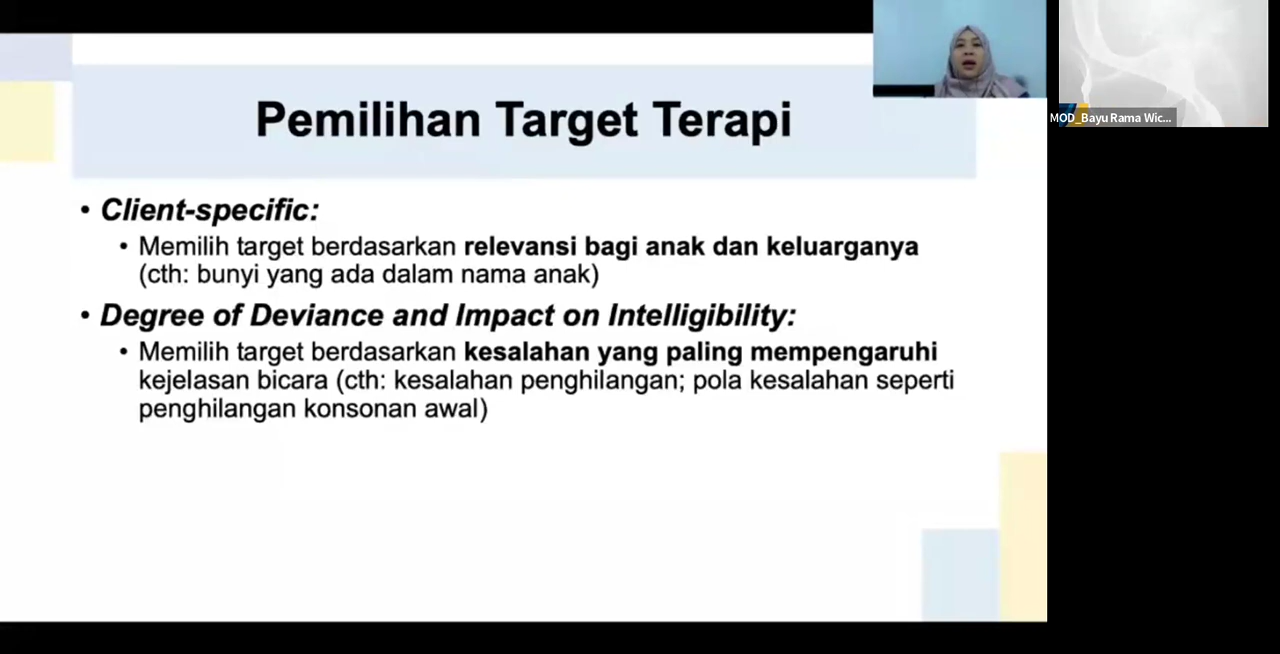 Pemilihan Target Terapi
• Client-specific:
• Memilih target berdasarkan relevansi bagi anak dan keluarganya
(cth: bunyi yang ada dalam nama anak)
• Degree of Deviance and Impact on Intelligibility:
• Memilih target berdasarkan kesalahan yang paling mempengaruhi
kejelasan bicara (cth: kesalahan penghilangan; pola kesalahan seperti
penghilangan konsonan awal)
MOD_Bayu Rama Wic...